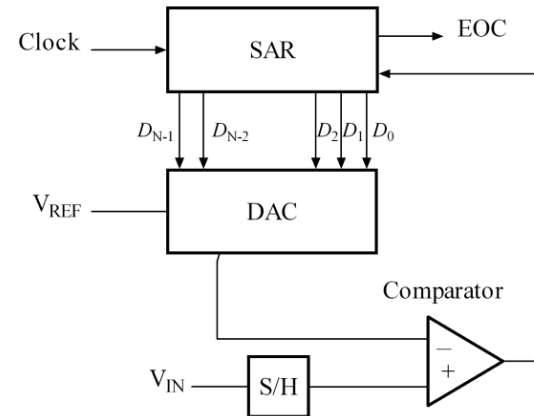 Clock
SAR
EOC
D_N-1
D_N-2
D_2
D_1
D_0
V_REF
DAC
Comparator
−
+
V_IN
S/H